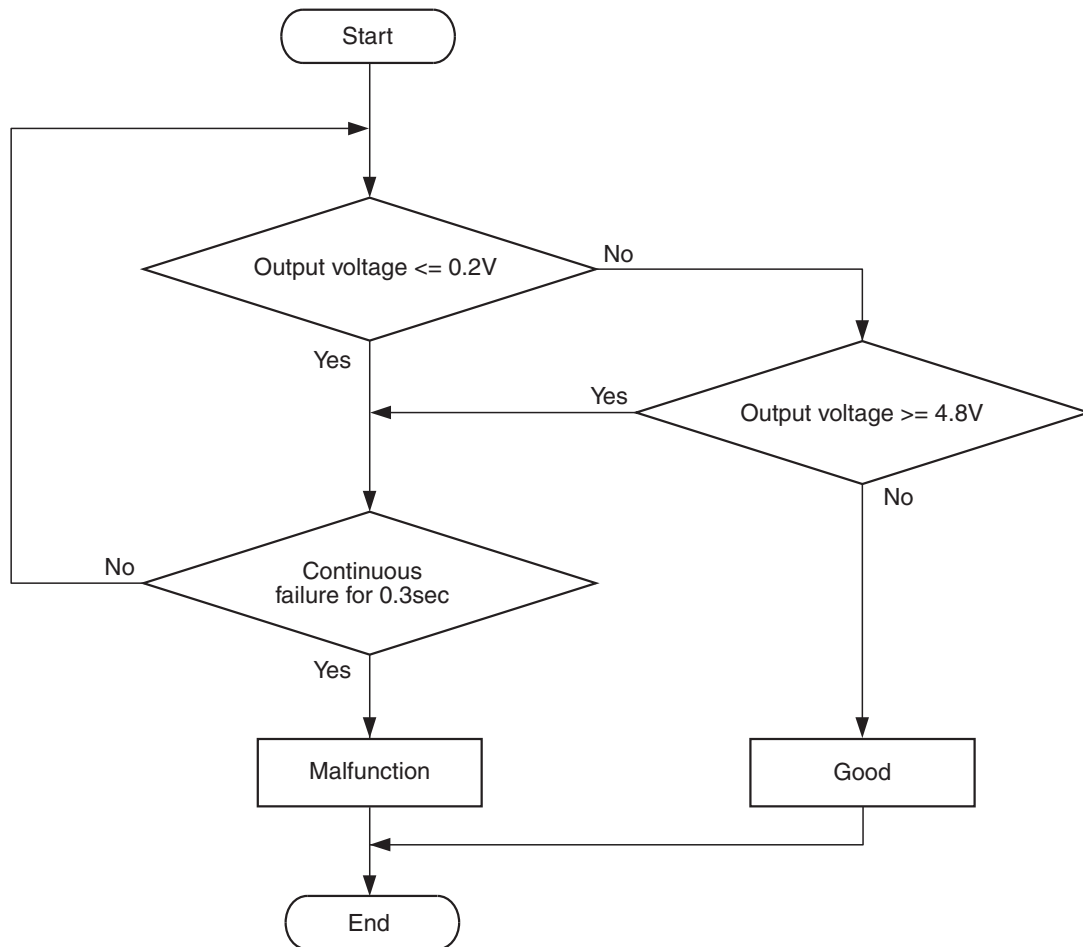 Start
Output voltage <= 0.2V
No
Yes
Yes
Output voltage >= 4.8V
No
No
Continuous
failure for 0.3sec
Yes
Malfunction
Good
End